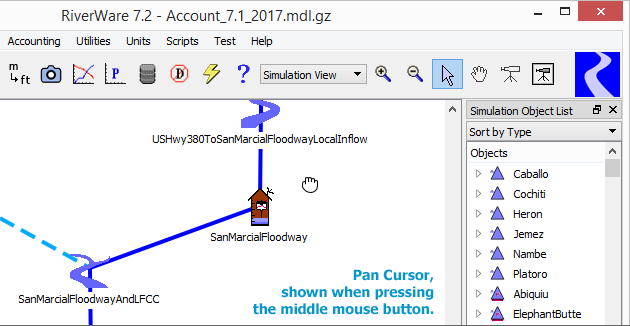 RiverWare 7.2 - Account_7.1_2017.mdl.gz
Accounting Utilities Units Scripts Test Help
m
ft
P
D
?
Simulation View
USHwy380ToSanMarcialFloodwayLocalInflow
SanMarcialFloodway
SanMarcialFloodwayAndLFCC
Pan Cursor,
shown when pressing
the middle mouse button.
Simulation Object List
Sort by Type
Objects
Caballo
Cochiti
Heron
Jemez
Nambe
Platoro
Abiquiu
ElephantButte